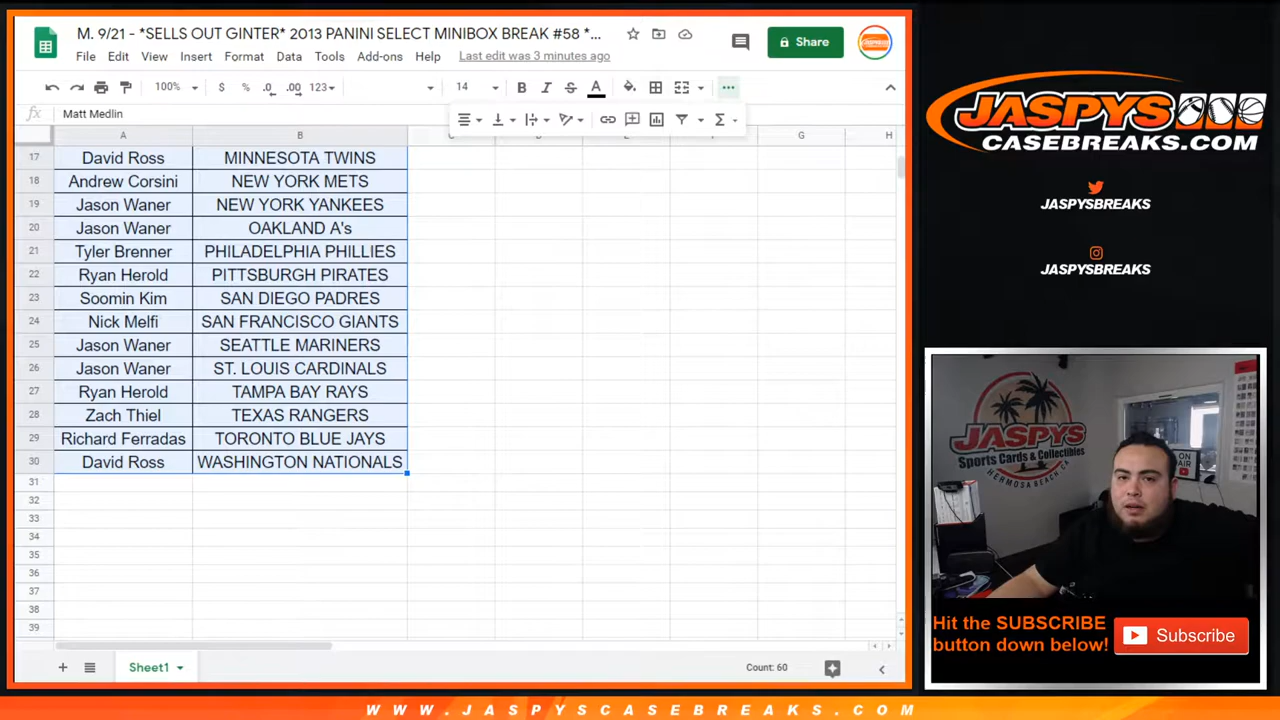 M. 9/21 - *SELLS OUT GINTER* 2013 PANINI SELECT MINIBOX BREAK #58 *...
Share
File Edit View Insert Format Data Tools Add-ons Help Last edit was 3 minutes ago
100% $ % .0 .00 123 14 B I S A
fx Matt Medlin
A B G H
17 David Ross MINNESOTA TWINS
18 Andrew Corsini NEW YORK METS
19 Jason Waner NEW YORK YANKEES
20 Jason Waner OAKLAND A's
21 Tyler Brenner PHILADELPHIA PHILLIES
22 Ryan Herold PITTSBURGH PIRATES
23 Soomin Kim SAN DIEGO PADRES
24 Nick Melfi SAN FRANCISCO GIANTS
25 Jason Waner SEATTLE MARINERS
26 Jason Waner ST. LOUIS CARDINALS
27 Ryan Herold TAMPA BAY RAYS
28 Zach Thiel TEXAS RANGERS
29 Richard Ferradas TORONTO BLUE JAYS
30 David Ross WASHINGTON NATIONALS
31
32
33
34
35
36
37
38
39
Sheet1 Count: 60
JASPYS
CASEBREAKS.COM
JASPYSBREAKS
JASPYSBREAKS
JASPYS
Sports Cards & Collectibles
HERMOSA BEACH, CA
ON AIR
Hit the SUBSCRIBE
button down below!
Subscribe
WWW.JASPYSCASEBREAKS.COM